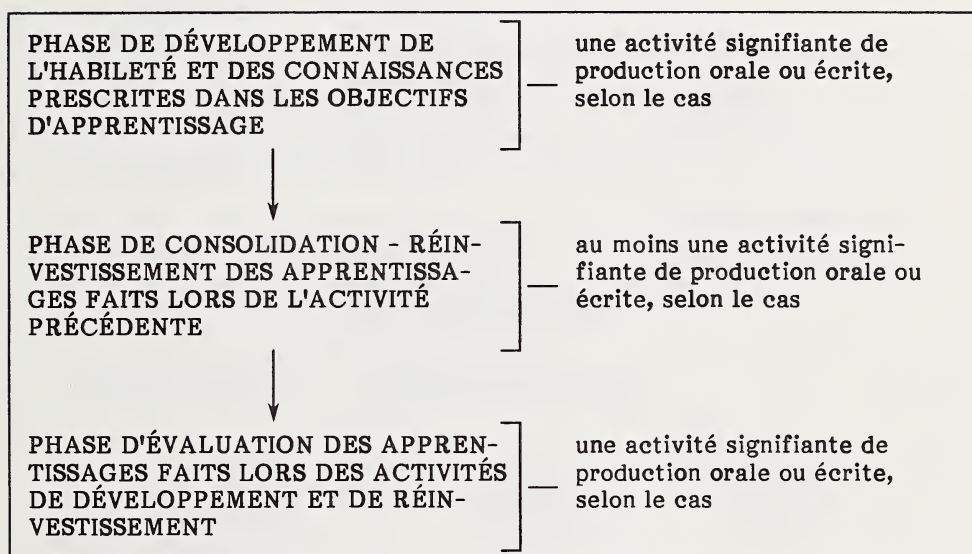 PHASE DE DÉVELOPPEMENT DE
L'HABILETÉ ET DES CONNAISSANCES
PRESCRITES DANS LES OBJECTIFS
D'APPRENTISSAGE
une activité signifiante de
production orale ou écrite,
selon le cas
PHASE DE CONSOLIDATION - RÉIN-
VESTISSEMENT DES APPRENTISSA-
GES FAITS LORS DE L'ACTIVITÉ
PRÉCÉDENTE
au moins une activité signi-
fiante de production orale ou
écrite, selon le cas
PHASE D'ÉVALUATION DES APPREN-
TISSAGES FAITS LORS DES ACTIVITÉS
DE DÉVELOPPEMENT ET DE RÉIN-
VESTISSEMENT
une activité signifiante de
production orale ou écrite,
selon le cas